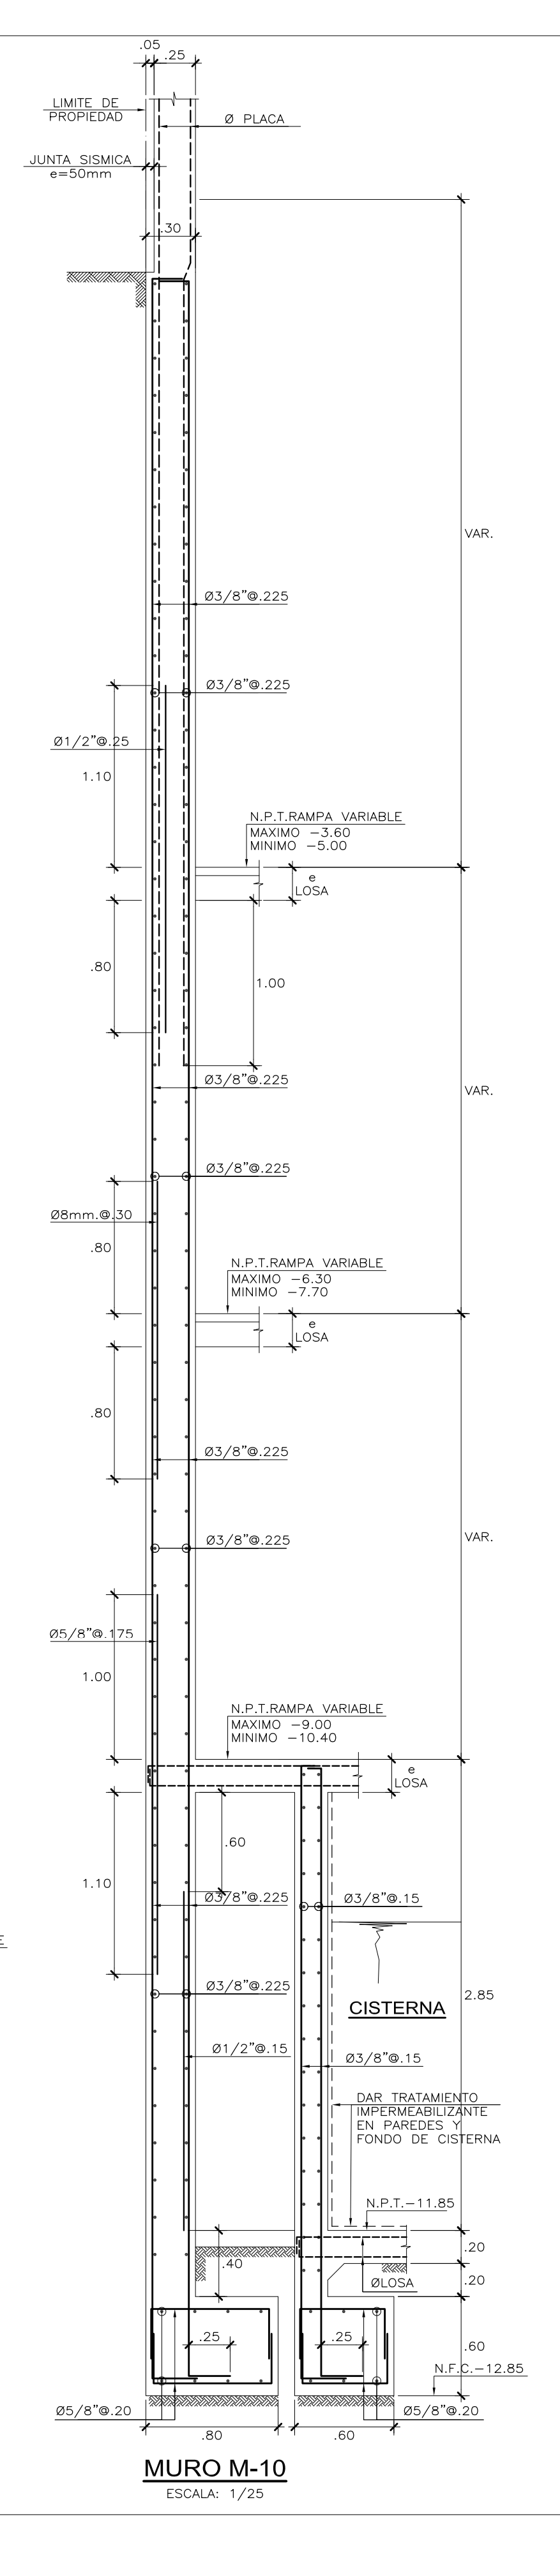 .05
.25
LIMITE DE
PROPIEDAD
Ø PLACA
JUNTA SISMICA
e=50mm
.30
VAR.
Ø3/8"@.225
Ø3/8"@.225
Ø1/2"@.25
1.10
N.P.T.RAMPA VARIABLE
MAXIMO -3.60
MINIMO -5.00
e
LOSA
.80
1.00
Ø3/8"@.225
VAR.
Ø3/8"@.225
Ø8mm.@.30
.80
N.P.T.RAMPA VARIABLE
MAXIMO -6.30
MINIMO -7.70
e
LOSA
.80
Ø3/8"@.225
VAR.
Ø3/8"@.225
Ø5/8"@.175
1.00
N.P.T.RAMPA VARIABLE
MAXIMO -9.00
MINIMO -10.40
e
LOSA
.60
1.10
Ø3/8"@.225
Ø3/8"@.15
E
Ø3/8"@.225
2.85
CISTERNA
Ø1/2"@.15
Ø3/8"@.15
DAR TRATAMIENTO
IMPERMEABILIZANTE
EN PAREDES Y
FONDO DE CISTERNA
N.P.T.-11.85
.20
.40
ØLOSA
.20
.25
.25
.60
N.F.C.-12.85
Ø5/8"@.20
Ø5/8"@.20
.80
.60
MURO M-10
ESCALA: 1/25